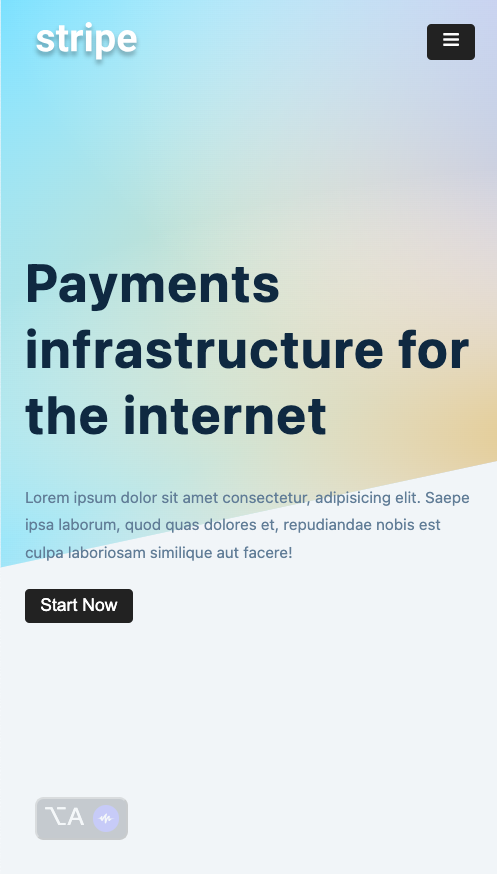 stripe
Payments
infrastructure for
the internet
Lorem ipsum dolor sit amet consectetur, adipisicing elit. Saepe
ipsa laborum, quod quas dolores et, repudiandae nobis est
culpa laboriosam similique aut facere!
Start Now
⌥A